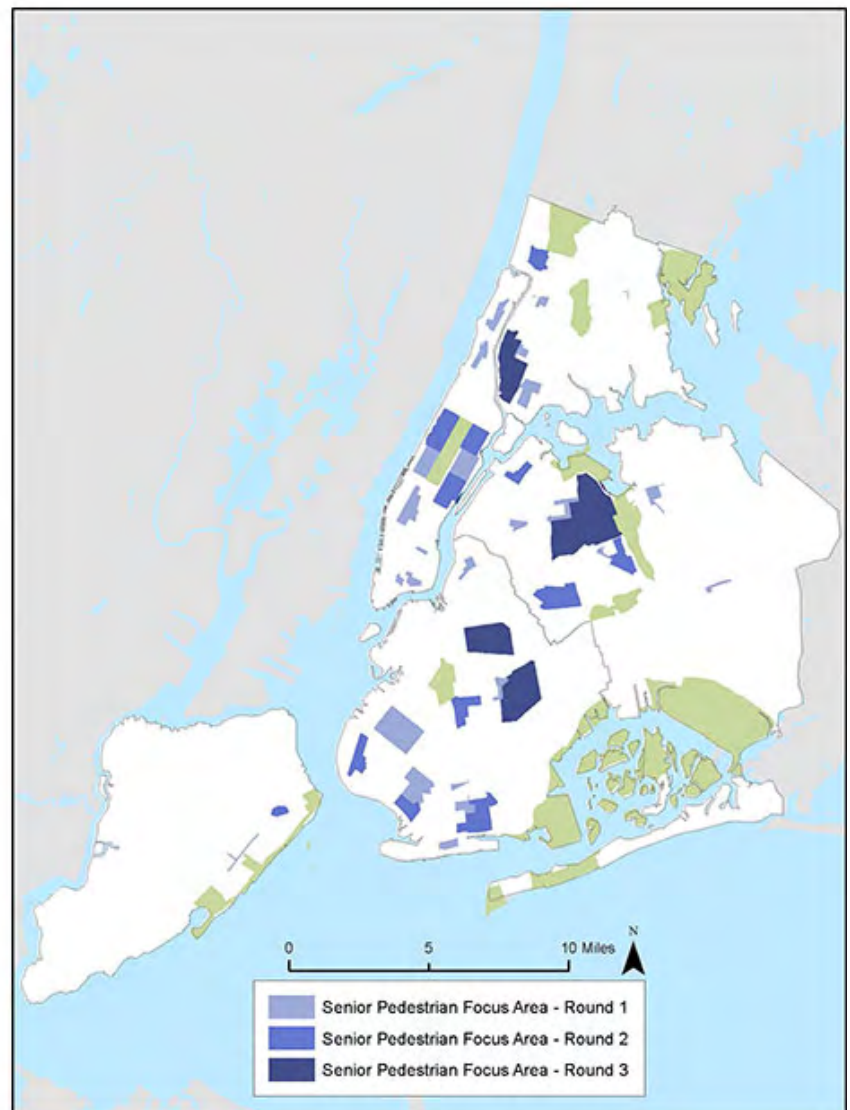 N
0 5 10 Miles
Senior Pedestrian Focus Area - Round 1
Senior Pedestrian Focus Area - Round 2
Senior Pedestrian Focus Area - Round 3